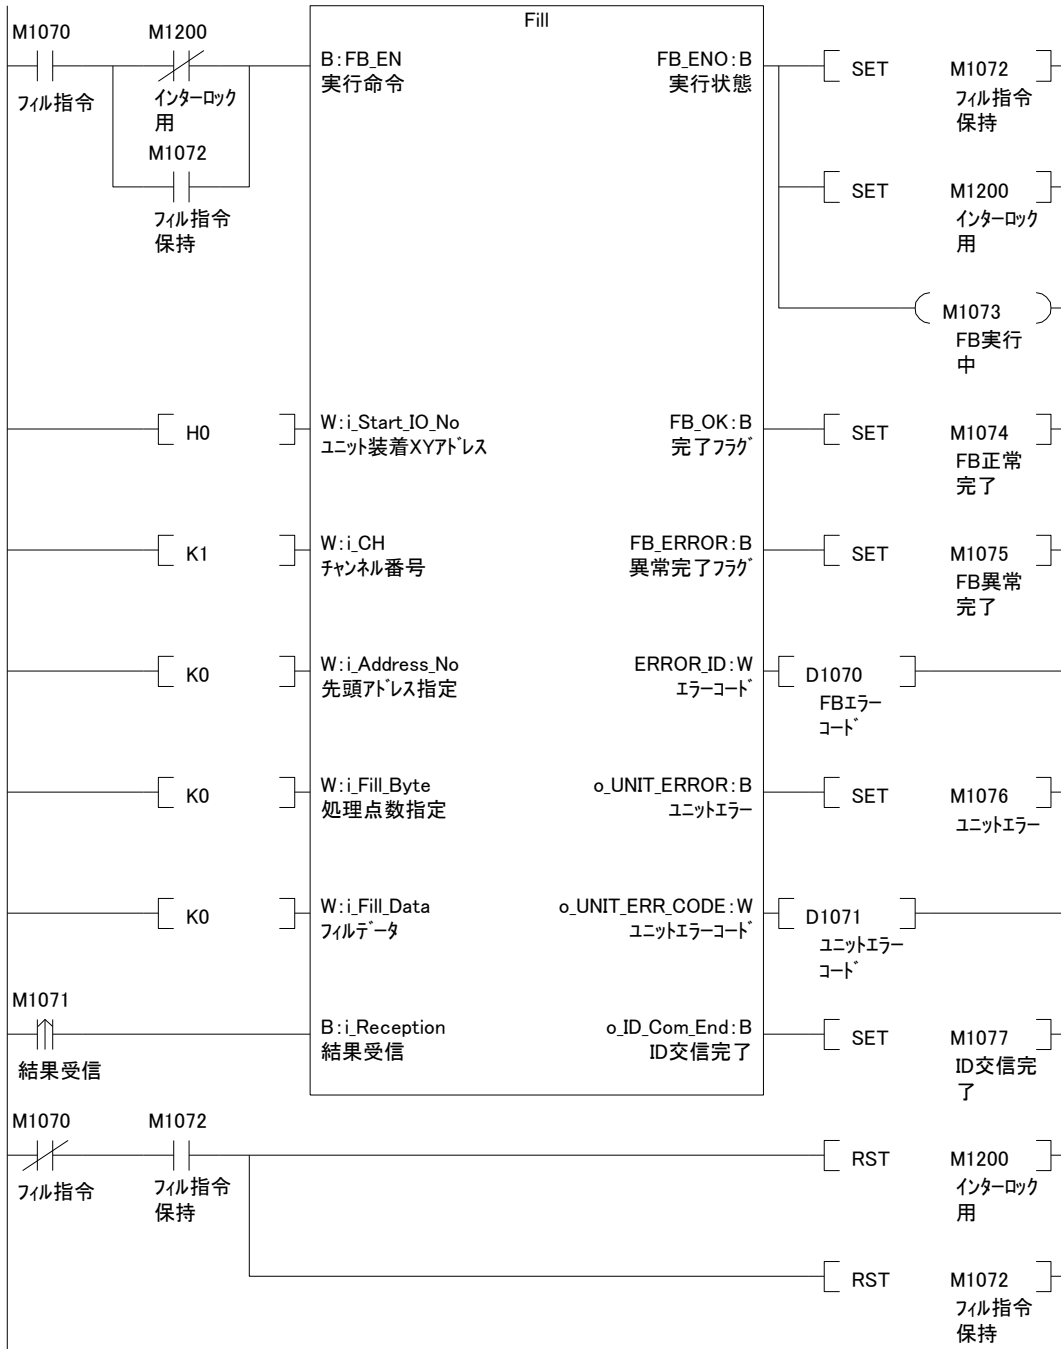 Fill
M1070
M1200
B:FB_EN
FB_ENO:B
SET
M1072
フィル指令
インターロック
用
実行命令
実行状態
フィル指令
保持
M1072
SET
M1200
フィル指令
保持
インターロック
用
M1073
FB実行
中
H0
W:i_Start_IO_No
FB_OK:B
SET
M1074
ユニット装着XYアドレス
完了フラグ
FB正常
完了
K1
W:i_CH
FB_ERROR:B
SET
M1075
チャンネル番号
異常完了フラグ
FB異常
完了
K0
W:i_Address_No
ERROR_ID:W
D1070
先頭アドレス指定
エラーコード
FBエラー
コード
K0
W:i_Fill_Byte
o_UNIT_ERROR:B
SET
M1076
処理点数指定
ユニットエラー
ユニットエラー
K0
W:i_Fill_Data
o_UNIT_ERR_CODE:W
D1071
フィルデータ
ユニットエラーコード
ユニットエラー
コード
M1071
B:i_Reception
o_ID_Com_End:B
SET
M1077
結果受信
結果受信
ID交信完了
ID交信完
了
M1070
M1072
RST
M1200
フィル指令
フィル指令
保持
インターロック
用
RST
M1072
フィル指令
保持